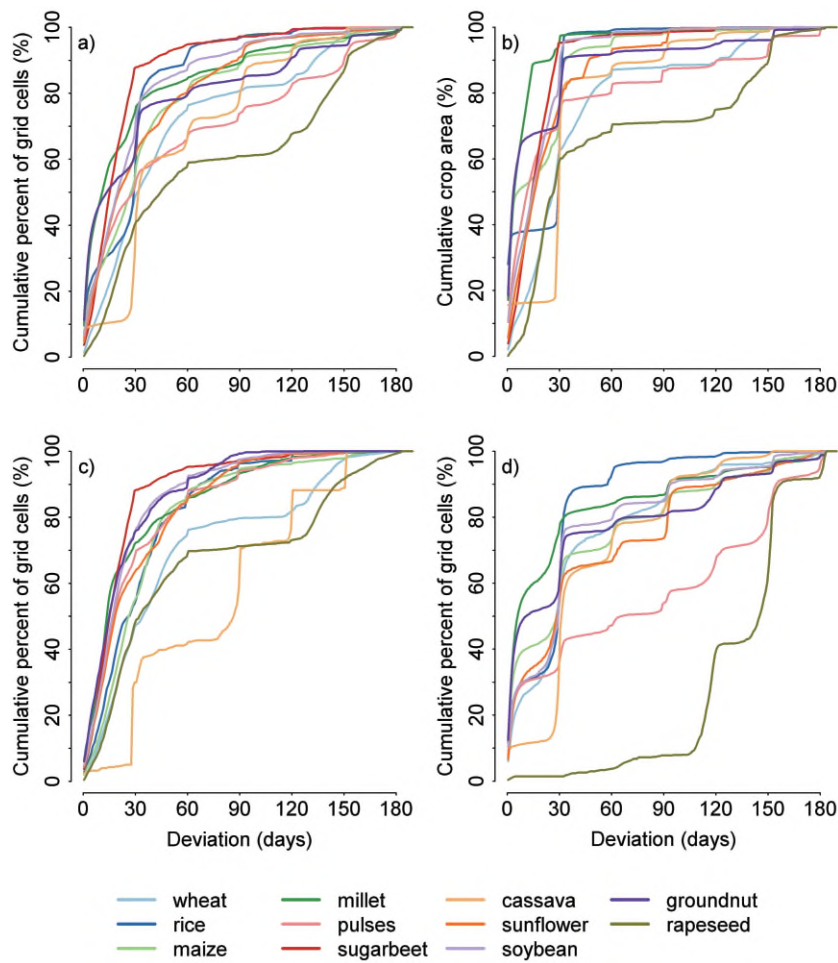 a)
Cumulative percent of grid cells (%)
0 20 40 60 80 100
0 30 60 90 120 150 180
b)
Cumulative crop area (%)
0 20 40 60 80 100
0 30 60 90 120 150 180
c)
Cumulative percent of grid cells (%)
0 20 40 60 80 100
0 30 60 90 120 150 180
Deviation (days)
d)
Cumulative percent of grid cells (%)
0 20 40 60 80 100
0 30 60 90 120 150 180
Deviation (days)
wheat millet cassava groundnut
rice pulses sunflower rapeseed
maize sugarbeet soybean